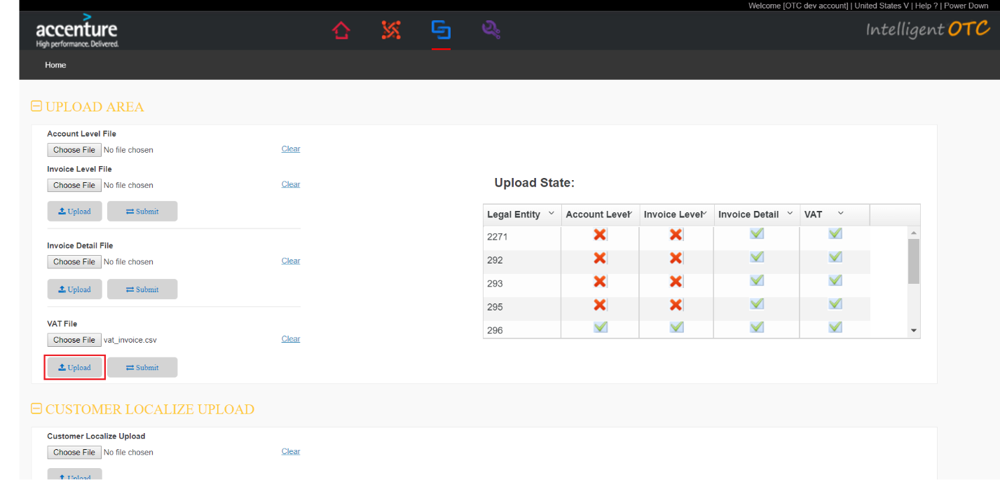 Welcome [OTC dev account] | United States V | Help ? | Power Down
accenture
High performance. Delivered.
Intelligent OTC
Home
UPLOAD AREA
Account Level File
Choose File No file chosen Clear
Invoice Level File
Choose File No file chosen Clear
Upload Submit
Invoice Detail File
Choose File No file chosen Clear
Upload Submit
VAT File
Choose File vat_invoice.csv Clear
Upload Submit
Upload State:
Legal Entity Account Level Invoice Level Invoice Detail VAT
2271
292
293
295
296
CUSTOMER LOCALIZE UPLOAD
Customer Localize Upload
Choose File No file chosen Clear
Upload